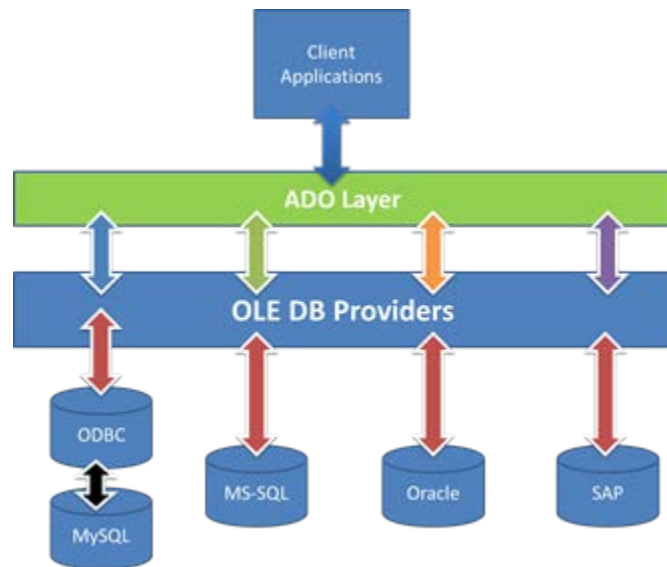 Client
Applications
ADO Layer
OLE DB Providers
ODBC
MS-SQL
Oracle
SAP
MySQL